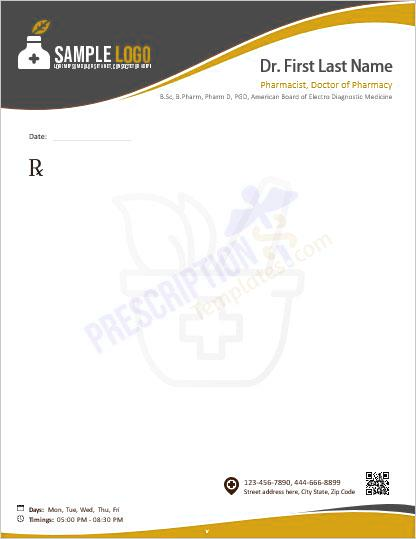 SAMPLE LOGO
Dr. First Last Name
Pharmacist, Doctor of Pharmacy
B.Sc, B.Pharm, Pharm D, PGD, American Board of Electro Diagnostic Medicine
Date:
℞
PRESCRIPTION
Templates.com
123-456-7890, 444-666-8899
Street address here, City State, Zip Code
Days: Mon, Tue, Wed, Thu, Fri
Timings: 05:00 PM - 08:30 PM